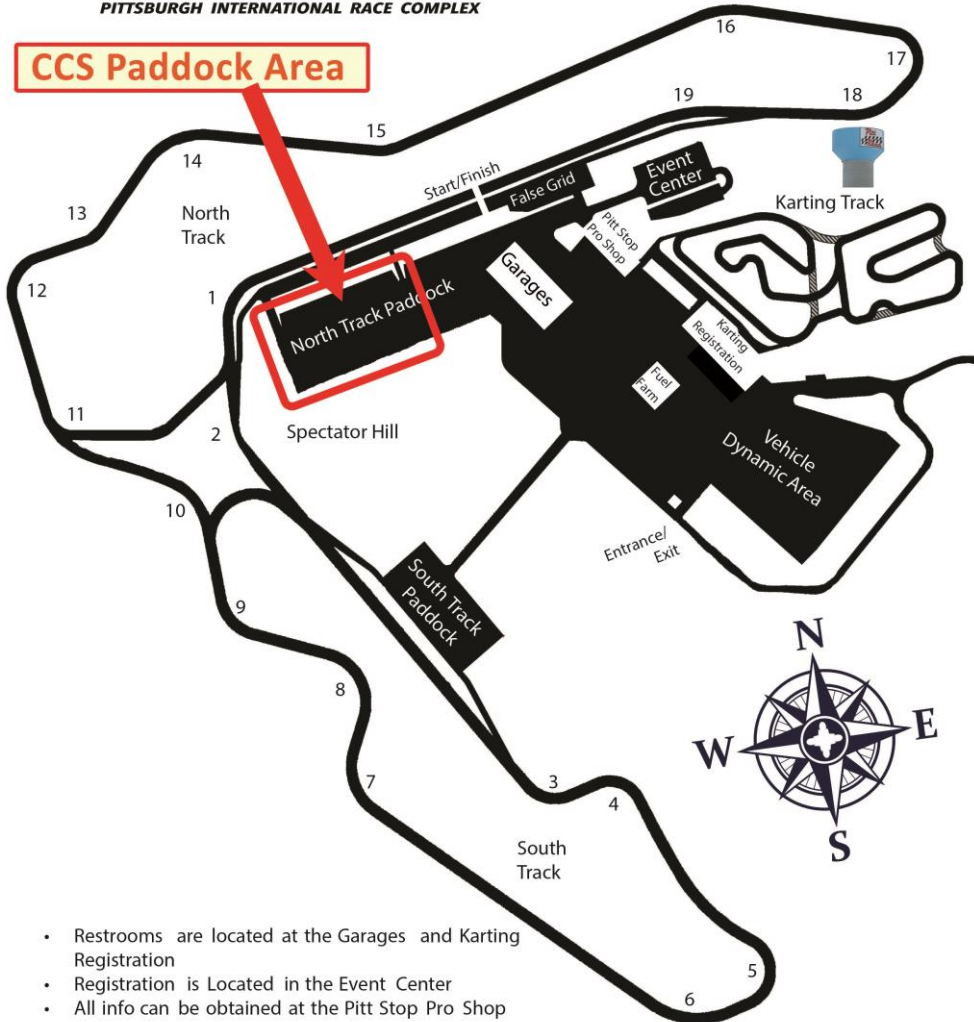 PITTSBURGH INTERNATIONAL RACE COMPLEX
CCS Paddock Area
16
17
18
19
15
14
13
12
North
Track
Start/Finish
False Grid
Event
Center
Karting Track
Pitt Stop
Pro Shop
1
Garages
North Track Paddock
Karting
Registration
Fuel
Farm
11
2
Spectator Hill
Vehicle
Dynamic Area
10
Entrance/
Exit
South Track
Paddock
9
8
7
3
4
N
W
E
S
South
Track
5
6
• Restrooms are located at the Garages and Karting
Registration
• Registration is Located in the Event Center
• All info can be obtained at the Pitt Stop Pro Shop